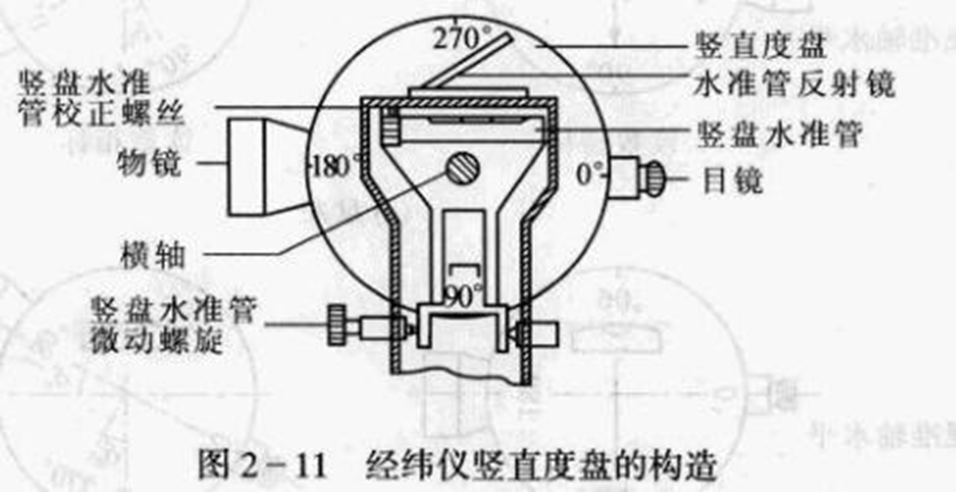 270°
竖直度盘
竖盘水准
管校正螺丝
水准管反射镜
竖盘水准管
物镜
180°
0°
目镜
横轴
90°
竖盘水准管
微动螺旋
图2-11 经纬仪竖直度盘的构造